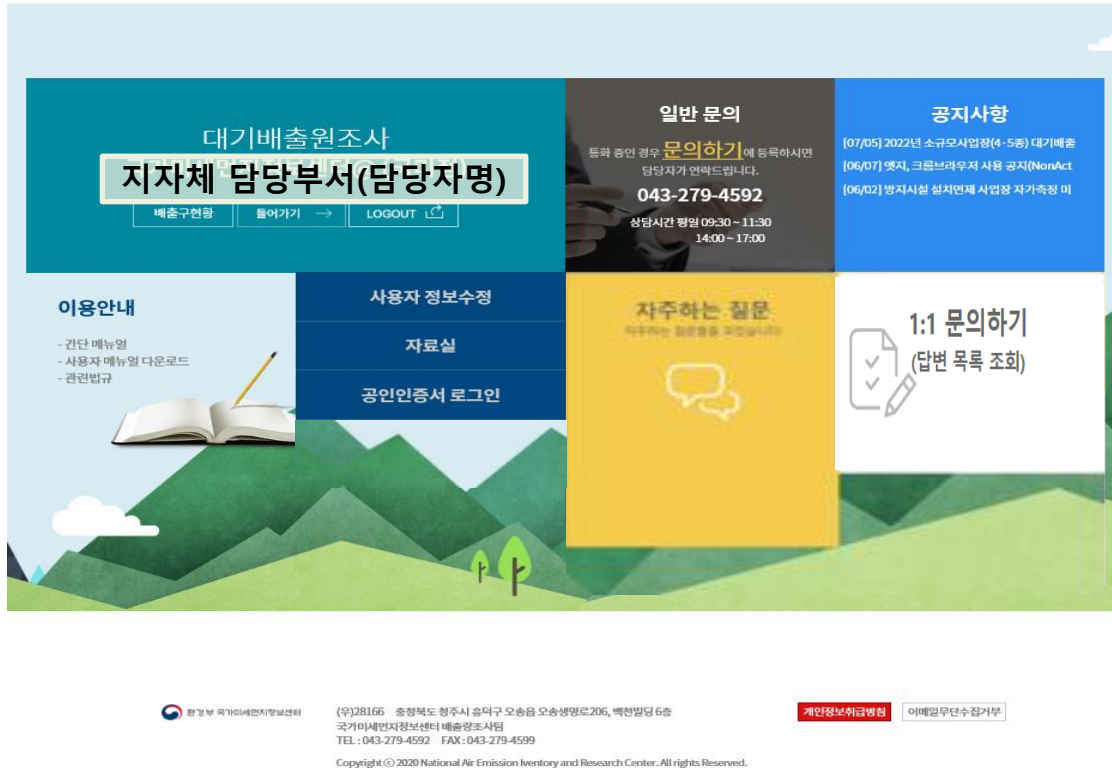 대기배출원조사
지자체 담당부서(담당자명)
배출구현황
들어가기 →
LOGOUT
일반 문의
통화 중인 경우 문의하기에 등록하시면
담당자가 연락드립니다.
043-279-4592
상담시간 평일 09:30 ~ 11:30
14:00 ~ 17:00
공지사항
[07/05] 2022년 소규모사업장(4·5종) 대기배출
[06/07] 엣지, 크롬브라우저 사용 공지(NonAct
[06/02] 방지시설 설치면제 사업장 자가측정 미
이용안내
- 간단 메뉴얼
- 사용자 메뉴얼 다운로드
- 관련법규
사용자 정보수정
자료실
공인인증서 로그인
자주하는 질문
1:1 문의하기
(답변 목록 조회)
환경부 국가미세먼지정보센터
(우)28166 충청북도 청주시 흥덕구 오송읍 오송생명로206, 백천빌딩 6층
국가미세먼지정보센터 배출량조사팀
TEL : 043-279-4592 FAX : 043-279-4599
Copyright ⓒ 2020 National Air Emission Iventory and Research Center. All rights Reserved.
개인정보취급방침
이메일무단수집거부